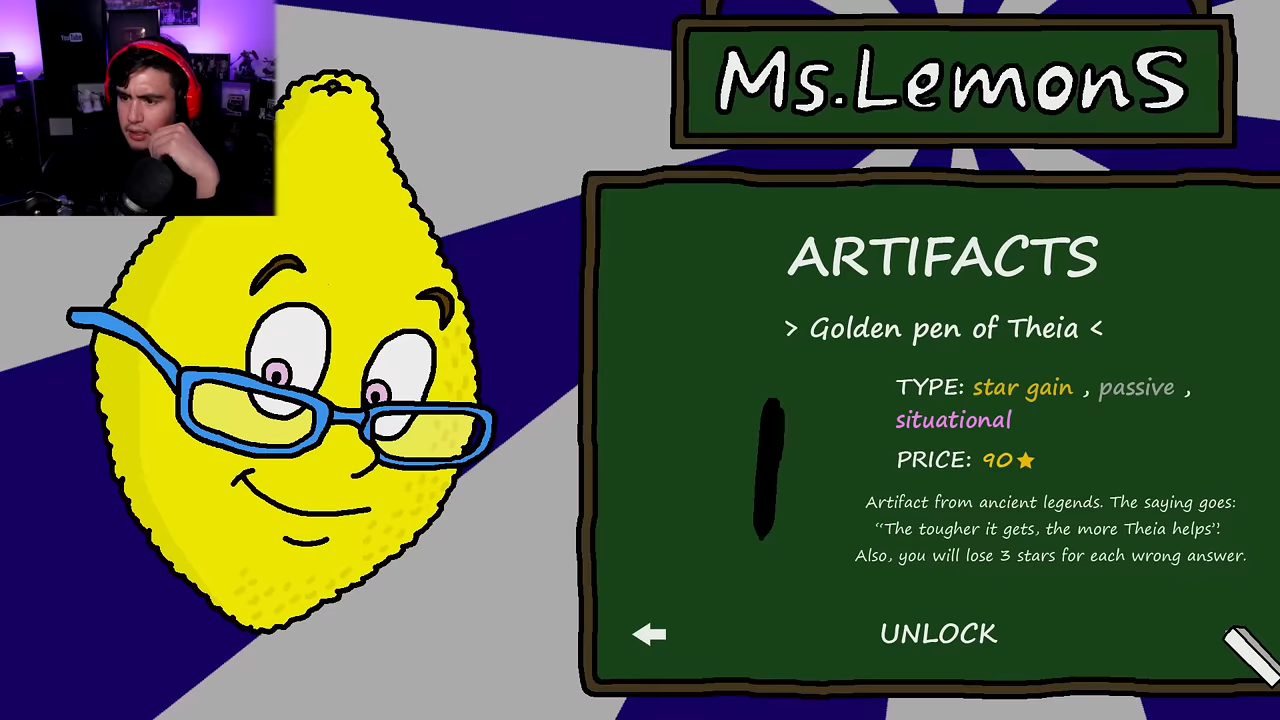 YouTube
Ms.LemonS
ARTIFACTS
> Golden pen of Theia <
TYPE: star gain , passive ,
situational
PRICE: 90★
Artifact from ancient legends. The saying goes:
“The tougher it gets, the more Theia helps”!
Also, you will lose 3 stars for each wrong answer.
UNLOCK